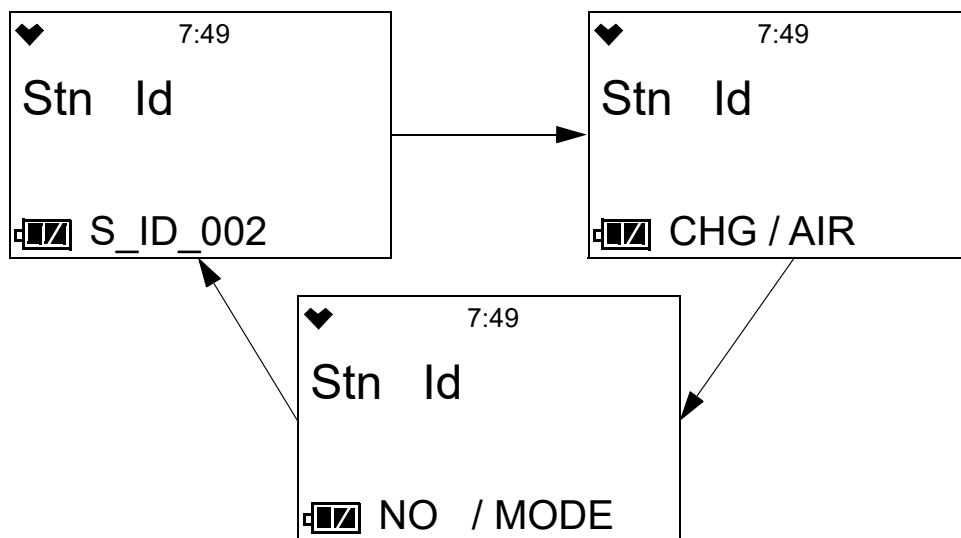 7:49
Stn Id
S_ID_002
7:49
Stn Id
CHG / AIR
7:49
Stn Id
NO / MODE